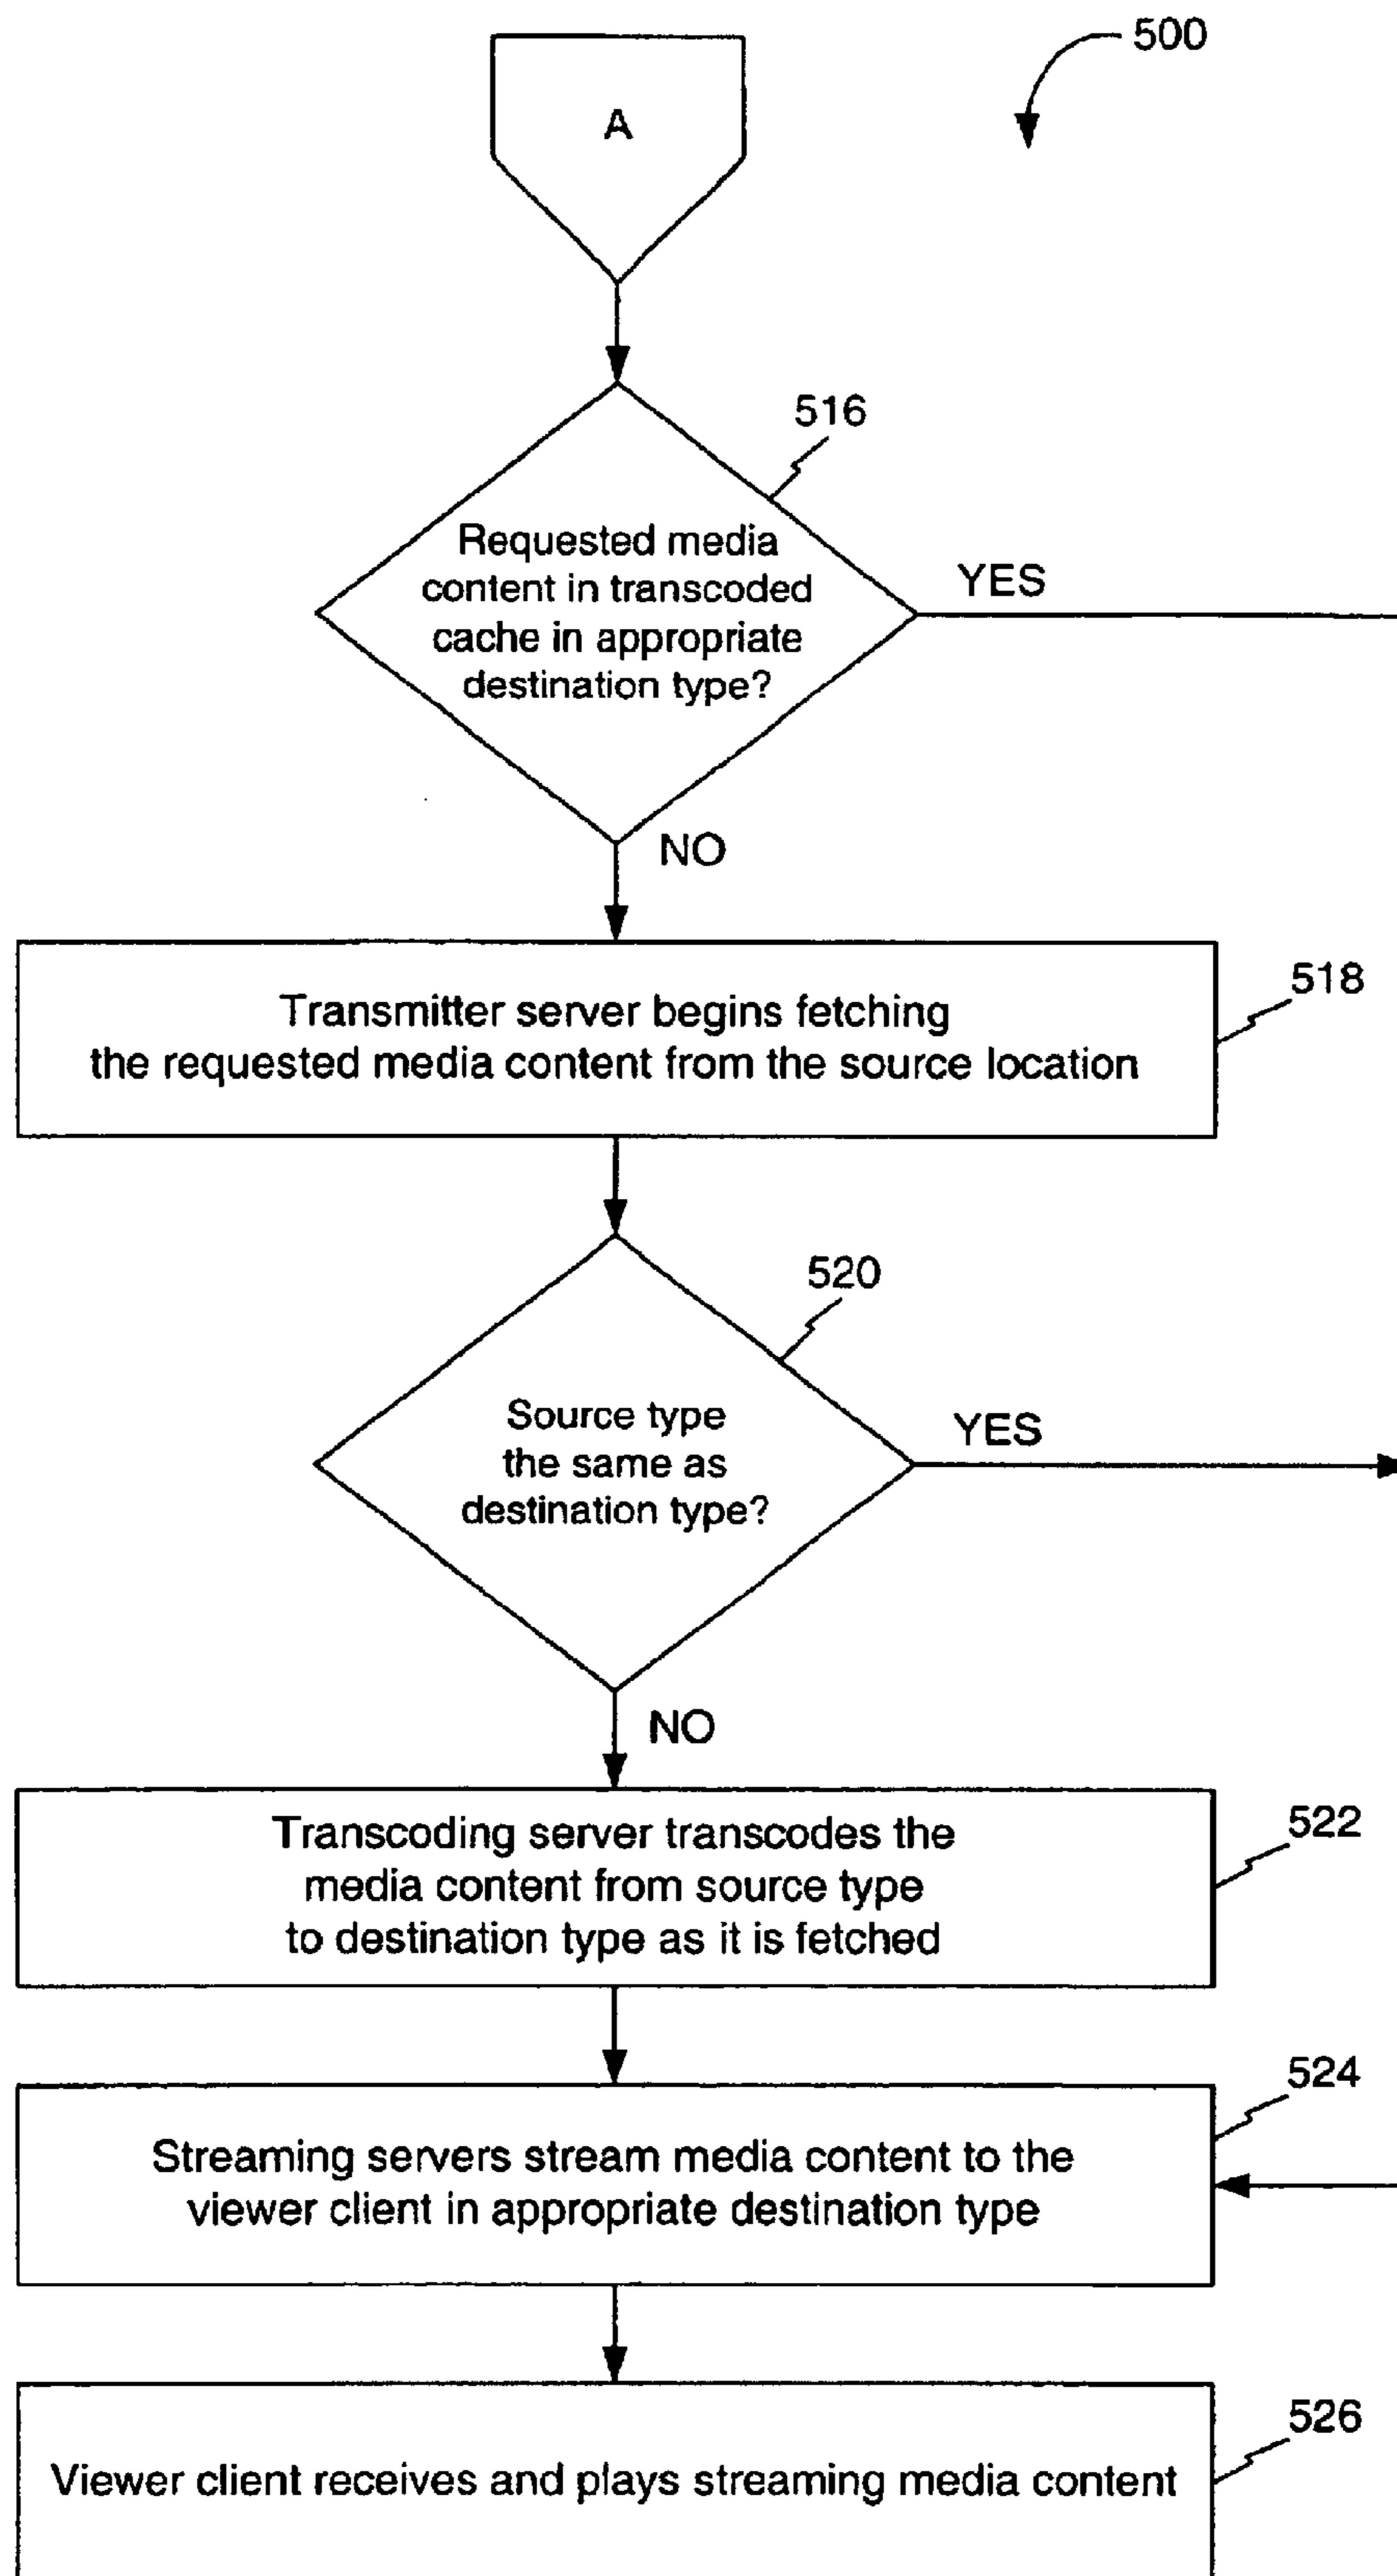 500
A
516
Requested media
content in transcoded
cache in appropriate
destination type?
YES
NO
518
Transmitter server begins fetching
the requested media content from the source location
520
Source type
the same as
destination type?
YES
NO
522
Transcoding server transcodes the
media content from source type
to destination type as it is fetched
524
Streaming servers stream media content to the
viewer client in appropriate destination type
526
Viewer client receives and plays streaming media content